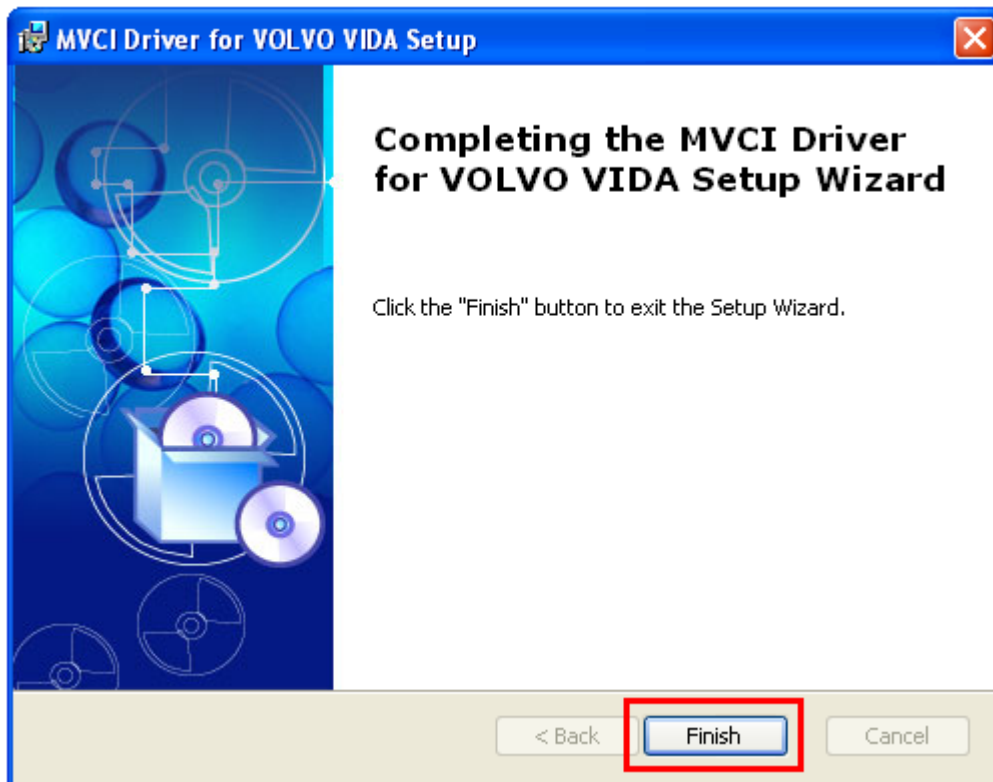 MVCI Driver for VOLVO VIDA Setup
Completing the MVCI Driver
for VOLVO VIDA Setup Wizard
Click the "Finish" button to exit the Setup Wizard.
< Back
Finish
Cancel